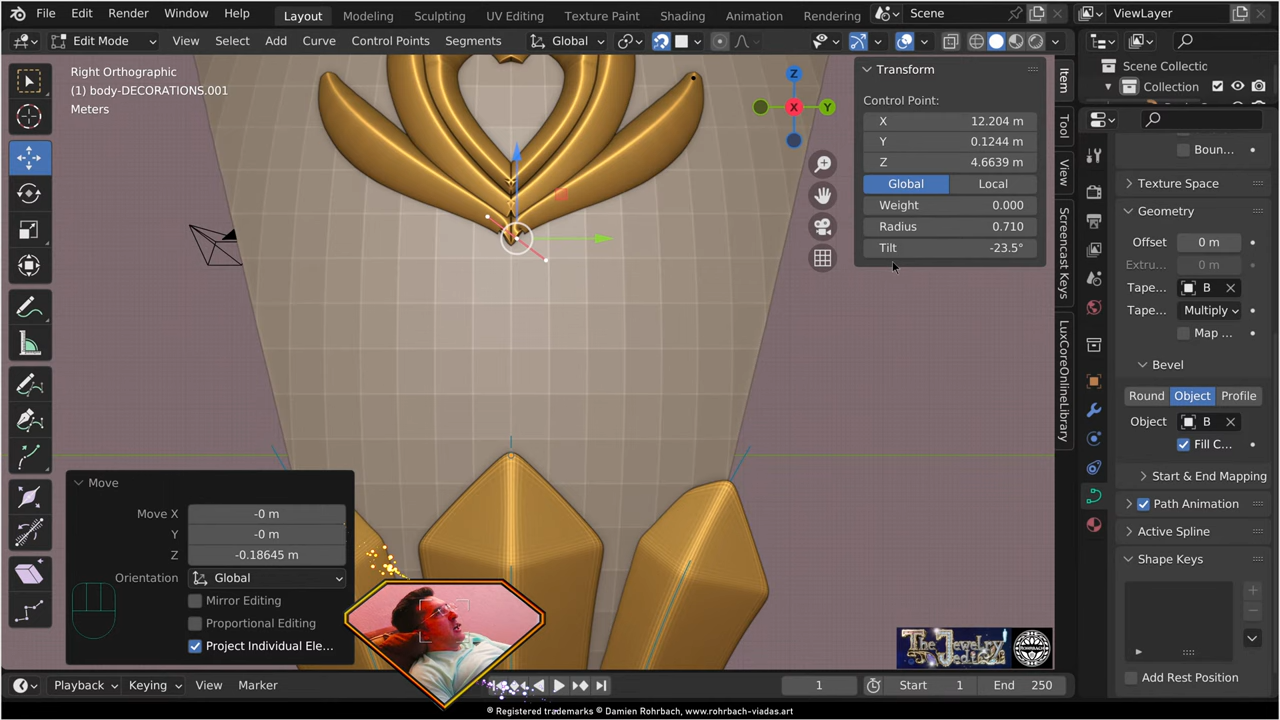 File Edit Render Window Help Layout Modeling Sculpting UV Editing Texture Paint Shading Animation Rendering Scene ViewLayer
Edit Mode View Select Add Curve Control Points Segments Global
Right Orthographic
(1) body-DECORATIONS.001
Meters
Z
X
Y
Transform
Control Point:
X 12.204 m
Y 0.1244 m
Z 4.6639 m
Global Local
Weight 0.000
Radius 0.710
Tilt -23.5°
Item
Tool
View
Screencast Keys
LuxCoreOnlineLibrary
Scene Collectic
Collection
Boun...
Texture Space
Geometry
Offset 0 m
Extru... 0 m
Tape... B
Tape... Multiply
Map ...
Bevel
Round Object Profile
Object B
Fill C...
Start & End Mapping
Path Animation
Active Spline
Shape Keys
Add Rest Position
Move
Move X -0 m
Y -0 m
Z -0.18645 m
Orientation Global
Mirror Editing
Proportional Editing
Project Individual Ele...
The Jewelry
ROHRBACH
Playback Keying View Marker 1 Start 1 End 250
® Registered trademarks © Damien Rohrbach, www.rohrbach-viadas.art